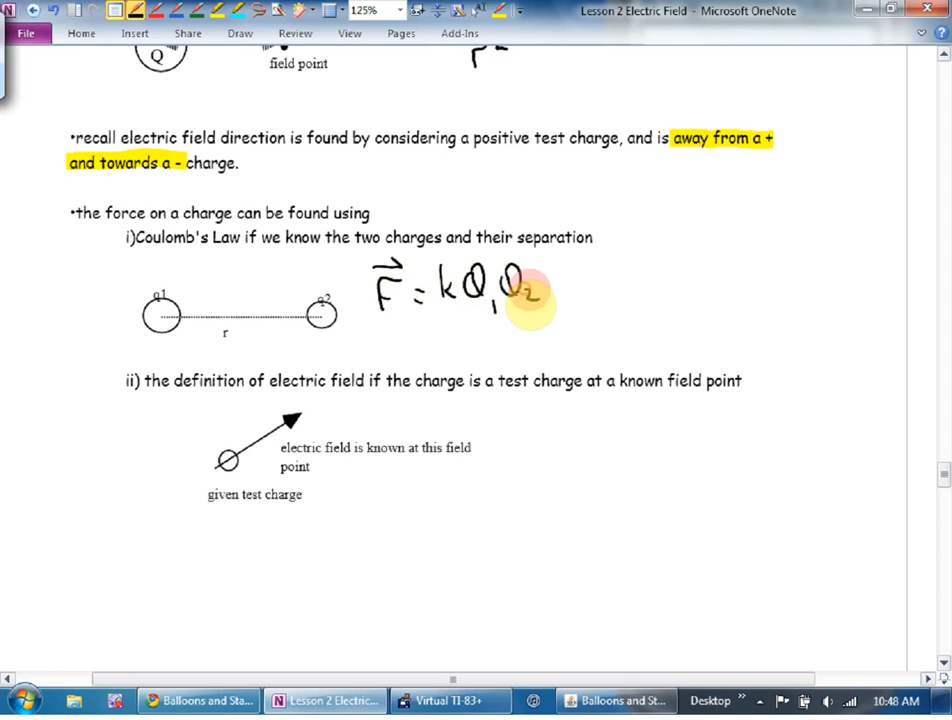 125%
Lesson 2 Electric Field - Microsoft OneNote
File Home Insert Share Draw Review View Pages Add-Ins
Q
field point
r
•recall electric field direction is found by considering a positive test charge, and is away from a +
and towards a - charge.
•the force on a charge can be found using
i)Coulomb's Law if we know the two charges and their separation
F = kQ1Q2
q1
q2
r
ii) the definition of electric field if the charge is a test charge at a known field point
electric field is known at this field
point
given test charge
Balloons and Sta... Lesson 2 Electric... Virtual TI-83+ Balloons and St... Desktop 10:48 AM